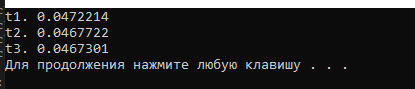 t1. 0.0472214
t2. 0.0467722
t3. 0.0467301
Для продолжения нажмите любую клавишу . . .